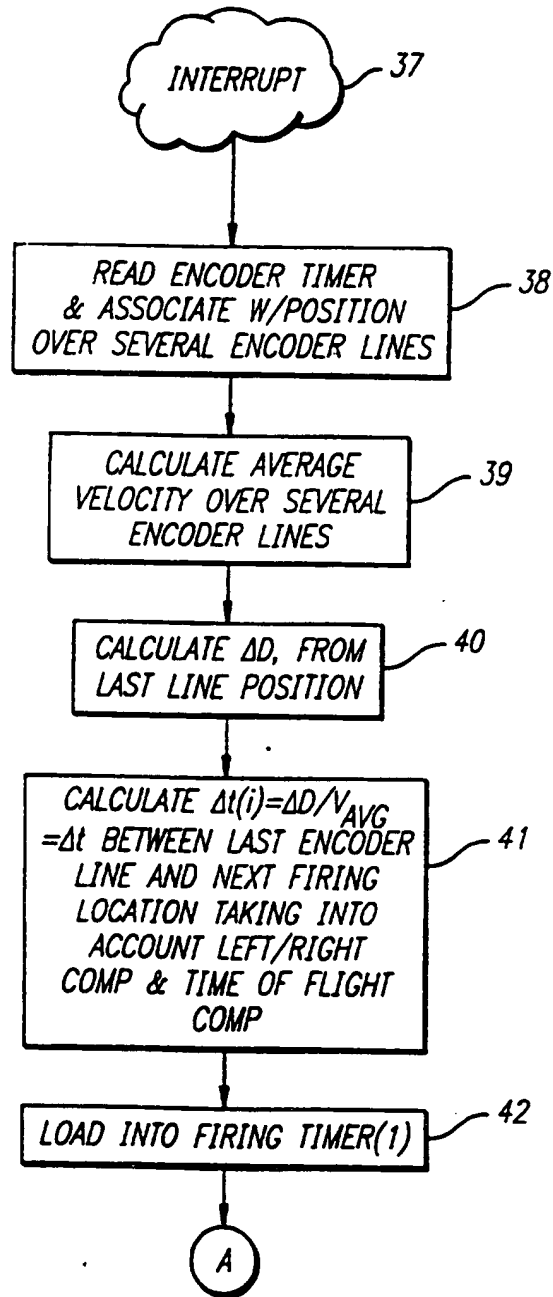 INTERRUPT
37
READ ENCODER TIMER
& ASSOCIATE W/POSITION
OVER SEVERAL ENCODER LINES
38
CALCULATE AVERAGE
VELOCITY OVER SEVERAL
ENCODER LINES
39
CALCULATE ΔD, FROM
LAST LINE POSITION
40
CALCULATE Δt(i)=ΔD/V_AVG
=Δt BETWEEN LAST ENCODER
LINE AND NEXT FIRING
LOCATION TAKING INTO
ACCOUNT LEFT/RIGHT
COMP & TIME OF FLIGHT
COMP
41
LOAD INTO FIRING TIMER(1)
42
A